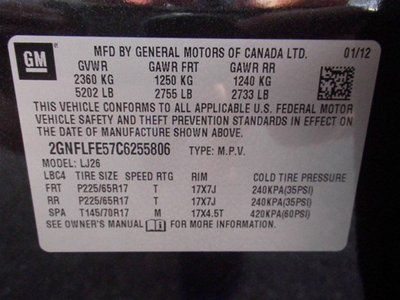 GM
MFD BY GENERAL MOTORS OF CANADA LTD. 01/12
GVWR GAWR FRT GAWR RR
2360 KG 1250 KG 1240 KG
5202 LB 2755 LB 2733 LB
THIS VEHICLE CONFORMS TO ALL APPLICABLE U.S. FEDERAL MOTOR
VEHICLE SAFETY AND THEFT PREVENTION STANDARDS IN EFFECT
ON THE DATE OF MANUFACTURE SHOWN ABOVE.
2GNFLFE57C6255806 TYPE: M.P.V.
MODEL: LJ26
LBC4 TIRE SIZE SPEED RTG RIM COLD TIRE PRESSURE
FRT P225/65R17 T 17X7J 240KPA(35PSI)
RR P225/65R17 T 17X7J 240KPA(35PSI)
SPA T145/70R17 M 17X4.5T 420KPA(60PSI)
SEE OWNER'S MANUAL FOR MORE INFORMATION.